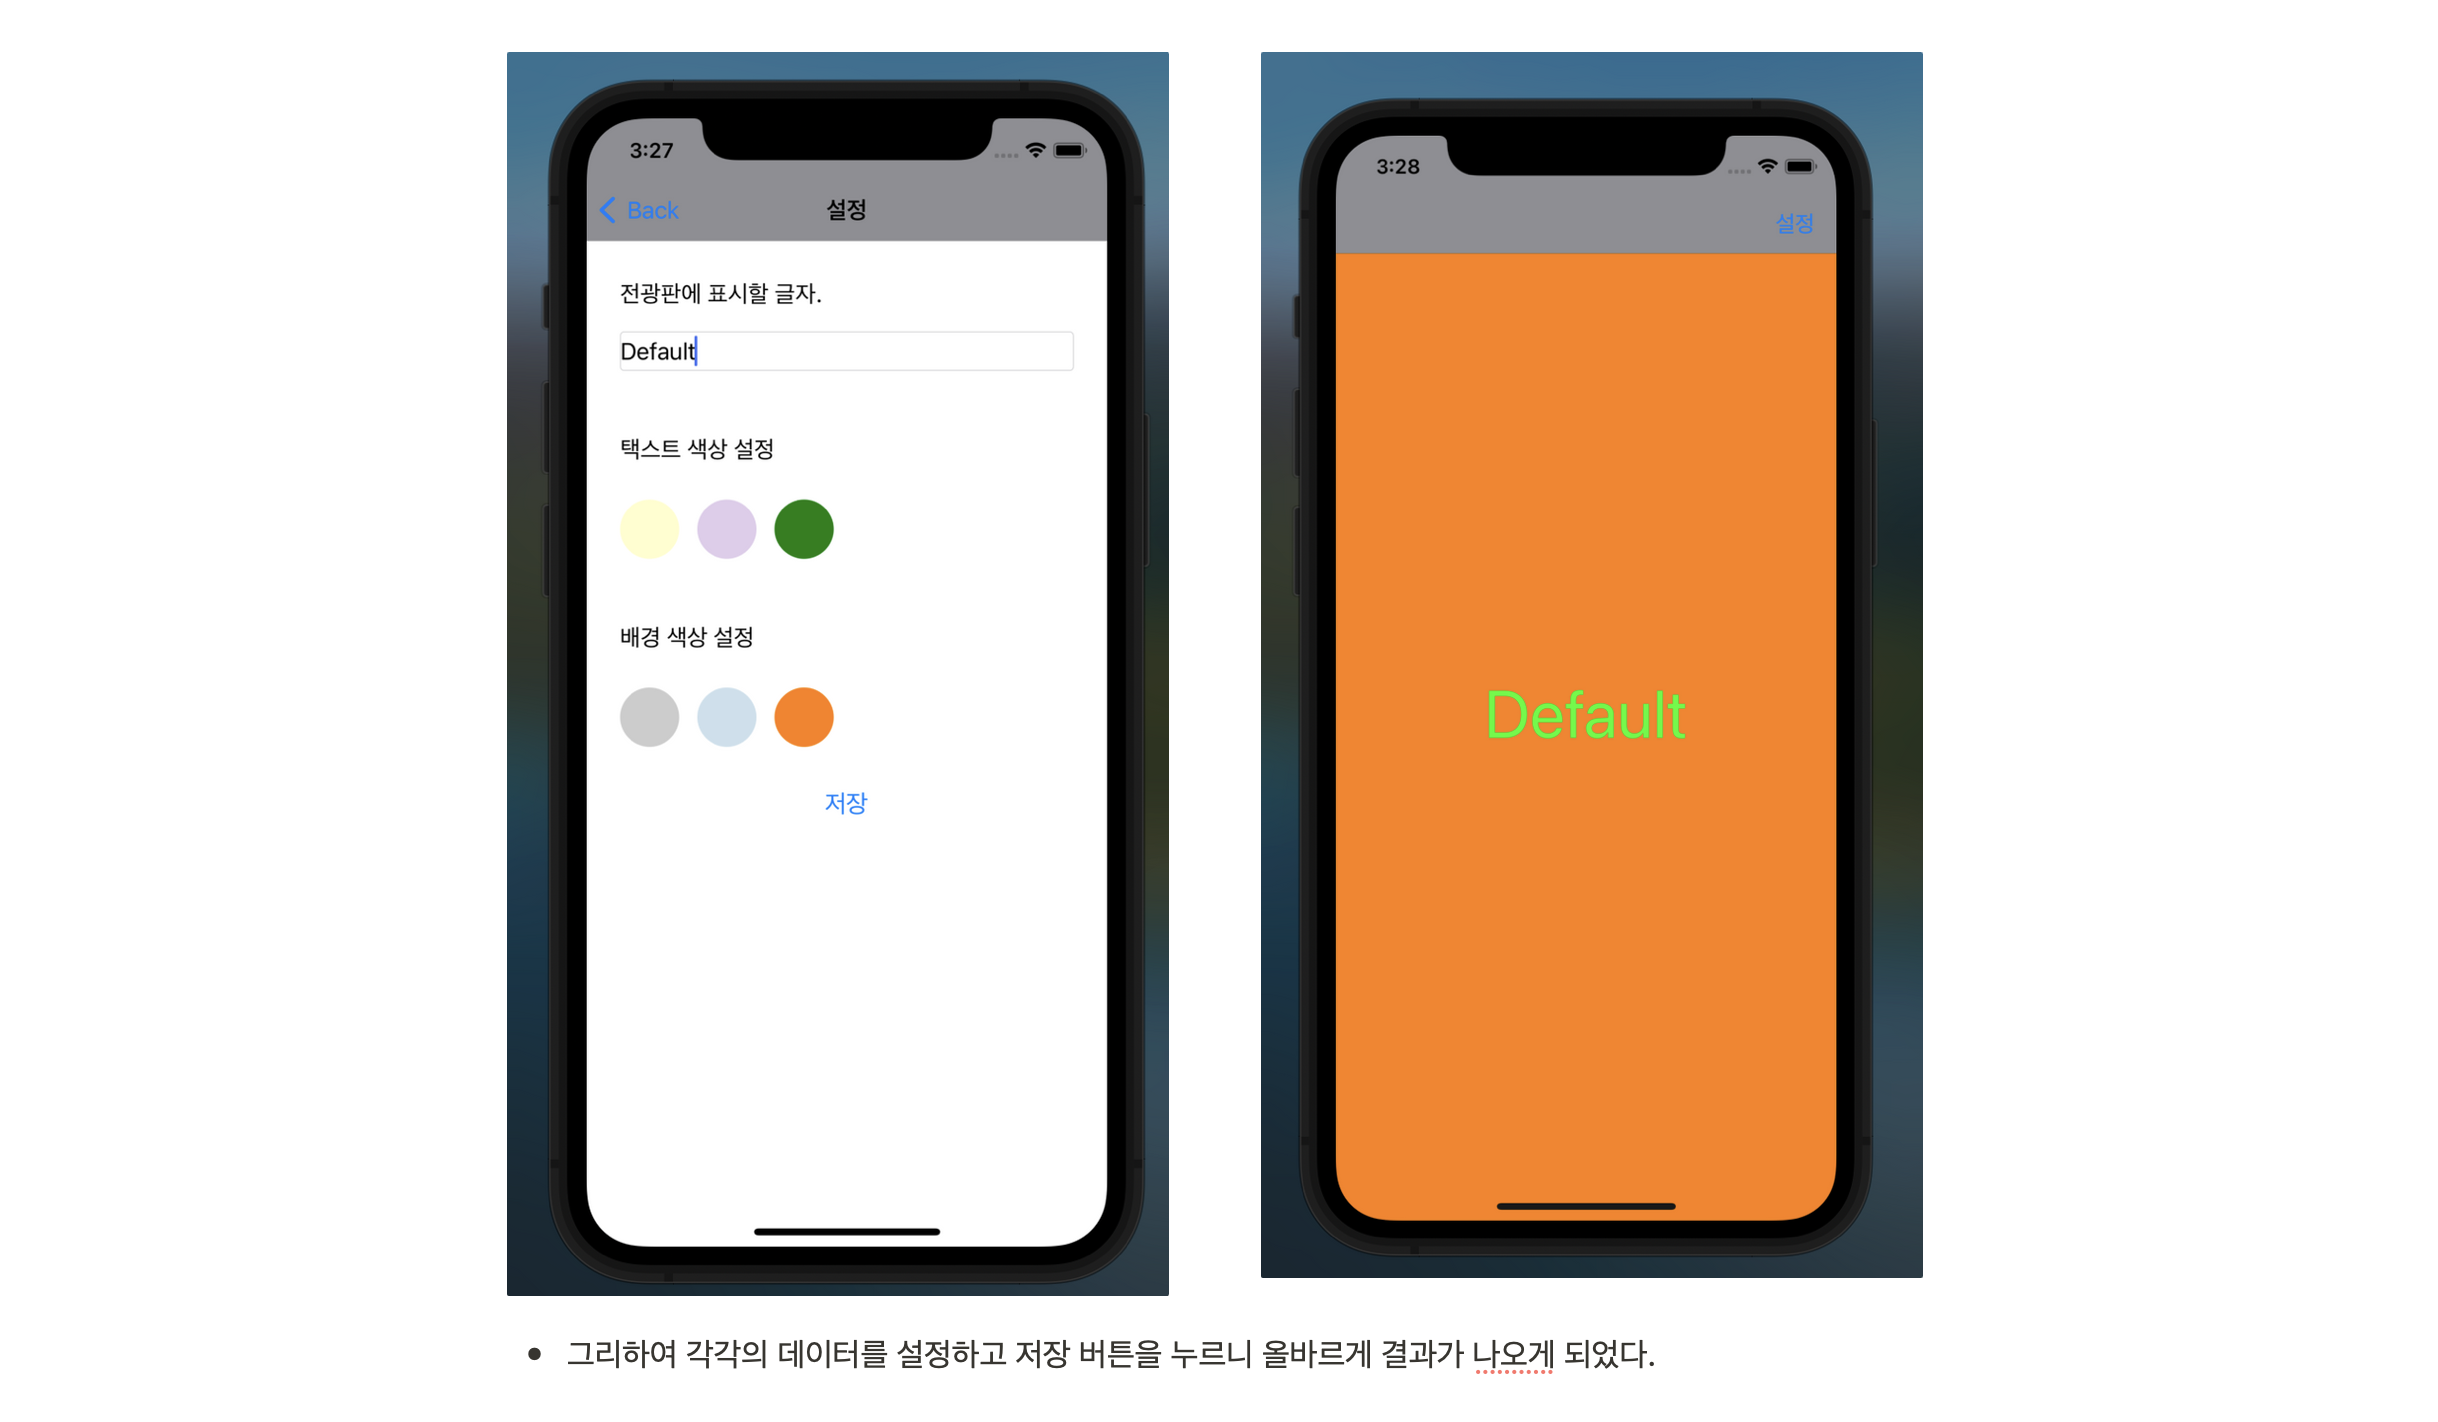 3:27
Back
설정
전광판에 표시할 글자.
Default
택스트 색상 설정
배경 색상 설정
저장
3:28
설정
Default
• 그리하여 각각의 데이터를 설정하고 저장 버튼을 누르니 올바르게 결과가 나오게 되었다.